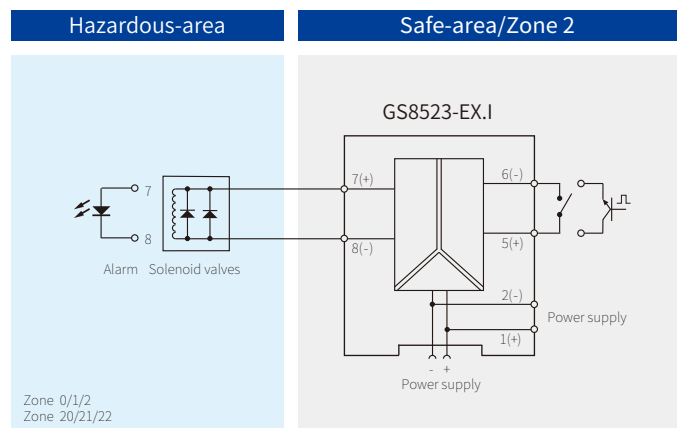 Hazardous-area
Safe-area/Zone 2
GS8523-EX.I
7
8
Alarm
Solenoid valves
7(+)
8(-)
6(-)
5(+)
2(-)
1(+)
Power supply
- +
Power supply
Zone 0/1/2
Zone 20/21/22